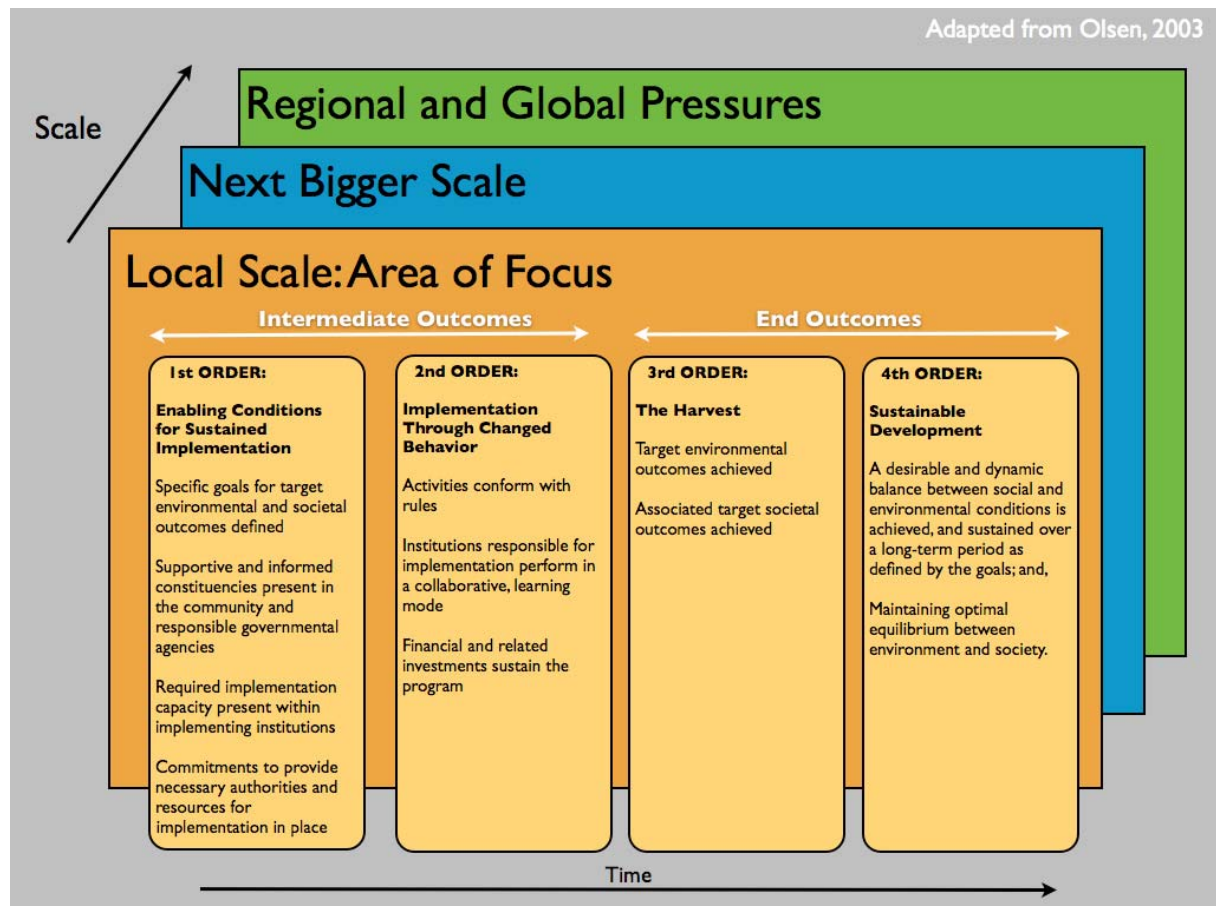 Adapted from Olsen, 2003
Scale
Regional and Global Pressures
Next Bigger Scale
Local Scale: Area of Focus
Intermediate Outcomes
End Outcomes
1st ORDER:
Enabling Conditions
for Sustained
Implementation
Specific goals for target
environmental and societal
outcomes defined
Supportive and informed
constituencies present in
the community and
responsible governmental
agencies
Required implementation
capacity present within
implementing institutions
Commitments to provide
necessary authorities and
resources for
implementation in place
2nd ORDER:
Implementation
Through Changed
Behavior
Activities conform with
rules
Institutions responsible for
implementation perform in
a collaborative, learning
mode
Financial and related
investments sustain the
program
3rd ORDER:
The Harvest
Target environmental
outcomes achieved
Associated target societal
outcomes achieved
4th ORDER:
Sustainable
Development
A desirable and dynamic
balance between social and
environmental conditions is
achieved, and sustained over
a long-term period as
defined by the goals; and,
Maintaining optimal
equilibrium between
environment and society.
Time